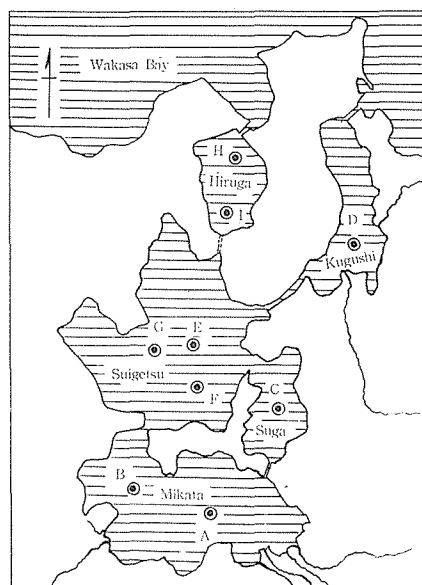 Wakasa Bay
H
Hiruga
I
D
Kugushi
G E
Suigetsu
F
C
Suga
B
Mikata
A